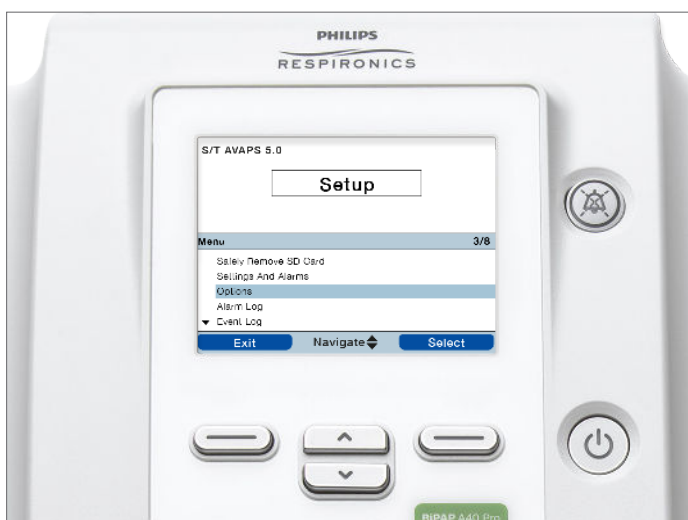 PHILIPS
RESPIRONICS
S/T AVAPS 5.0
Setup
Menu 3/8
Safely Remove SD Card
Settings And Alarms
Options
Alarm Log
Event Log
Exit Navigate Select
BiPAP A40 Pro